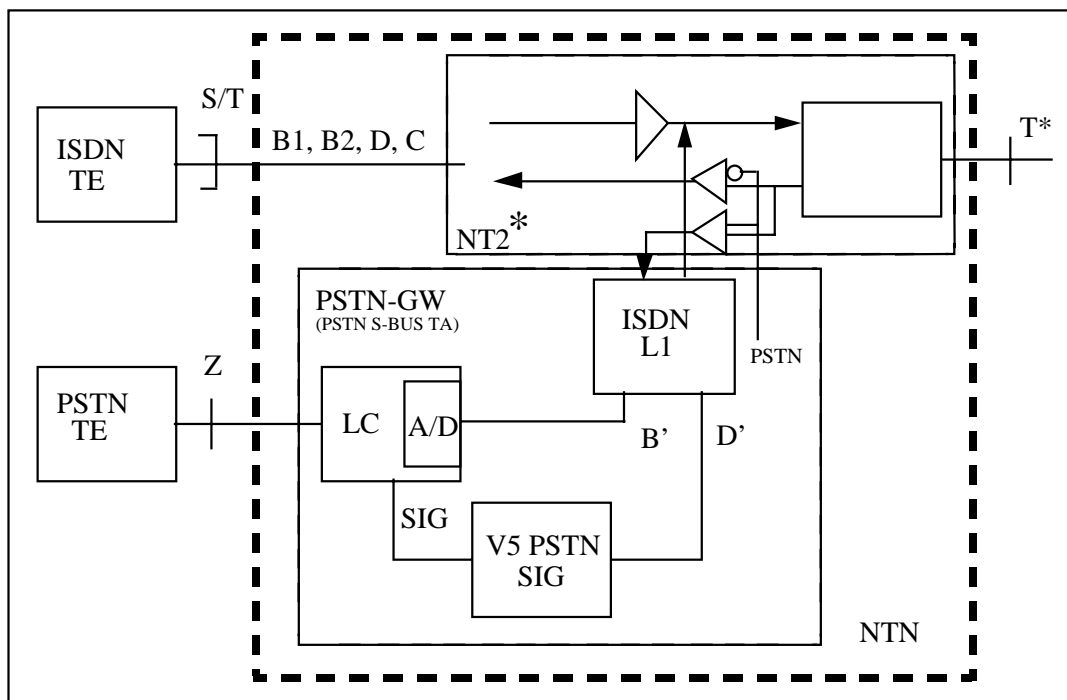 S/T
ISDN
TE
B1, B2, D, C
T*
NT2*
PSTN-GW
(PSTN S-BUS TA)
ISDN
L1
PSTN
Z
PSTN
TE
LC
A/D
B’
D’
SIG
V5 PSTN
SIG
NTN